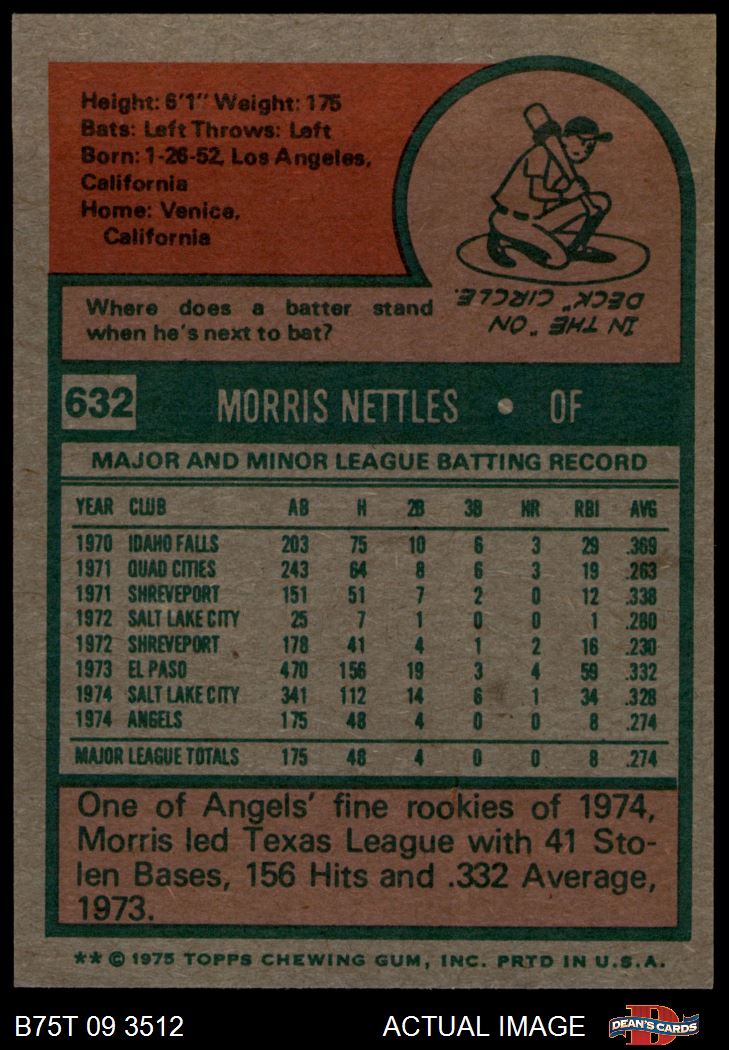 Height: 6'1" Weight: 175
Bats: Left Throws: Left
Born: 1-26-52, Los Angeles,
California
Home: Venice,
California
Where does a batter stand
when he's next to bat?
IN THE "ON
DECK" CIRCLE.
632 MORRIS NETTLES • OF
MAJOR AND MINOR LEAGUE BATTING RECORD
YEAR CLUB AB H 2B 3B HR RBI AVG
1970 IDAHO FALLS 203 75 10 6 3 29 .369
1971 QUAD CITIES 243 64 8 6 3 19 .263
1971 SHREVEPORT 151 51 7 2 0 12 .338
1972 SALT LAKE CITY 25 7 1 0 0 1 .280
1972 SHREVEPORT 178 41 4 1 2 16 .230
1973 EL PASO 470 156 19 3 4 59 .332
1974 SALT LAKE CITY 341 112 14 6 1 34 .328
1974 ANGELS 175 48 4 0 0 8 .274
MAJOR LEAGUE TOTALS 175 48 4 0 0 8 .274
One of Angels' fine rookies of 1974,
Morris led Texas League with 41 Sto-
len Bases, 156 Hits and .332 Average,
1973.
** © 1975 TOPPS CHEWING GUM, INC. PRTD IN U.S.A.
B75T 09 3512 ACTUAL IMAGE D DEAN'S CARDS